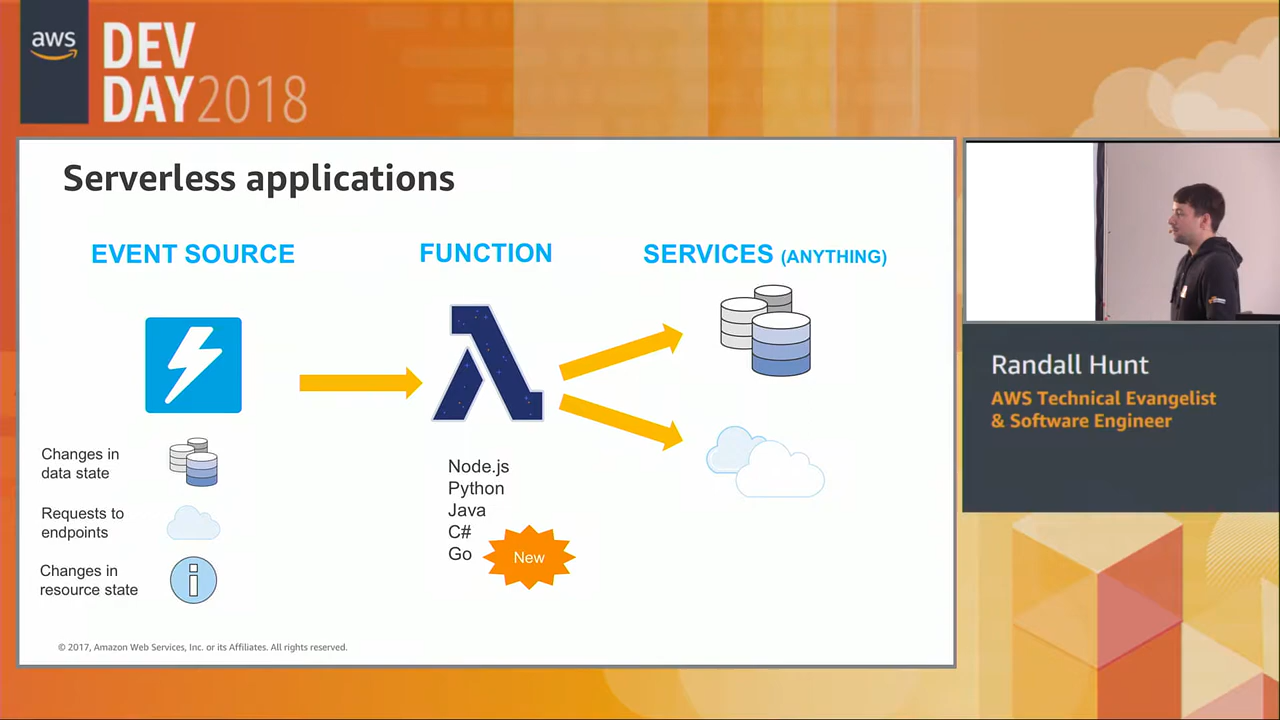 aws
DEV
DAY2018
Serverless applications
EVENT SOURCE
FUNCTION
SERVICES (ANYTHING)
Changes in
data state
Requests to
endpoints
Changes in
resource state
Node.js
Python
Java
C#
Go
New
© 2017, Amazon Web Services, Inc. or its Affiliates. All rights reserved.
Randall Hunt
AWS Technical Evangelist
& Software Engineer